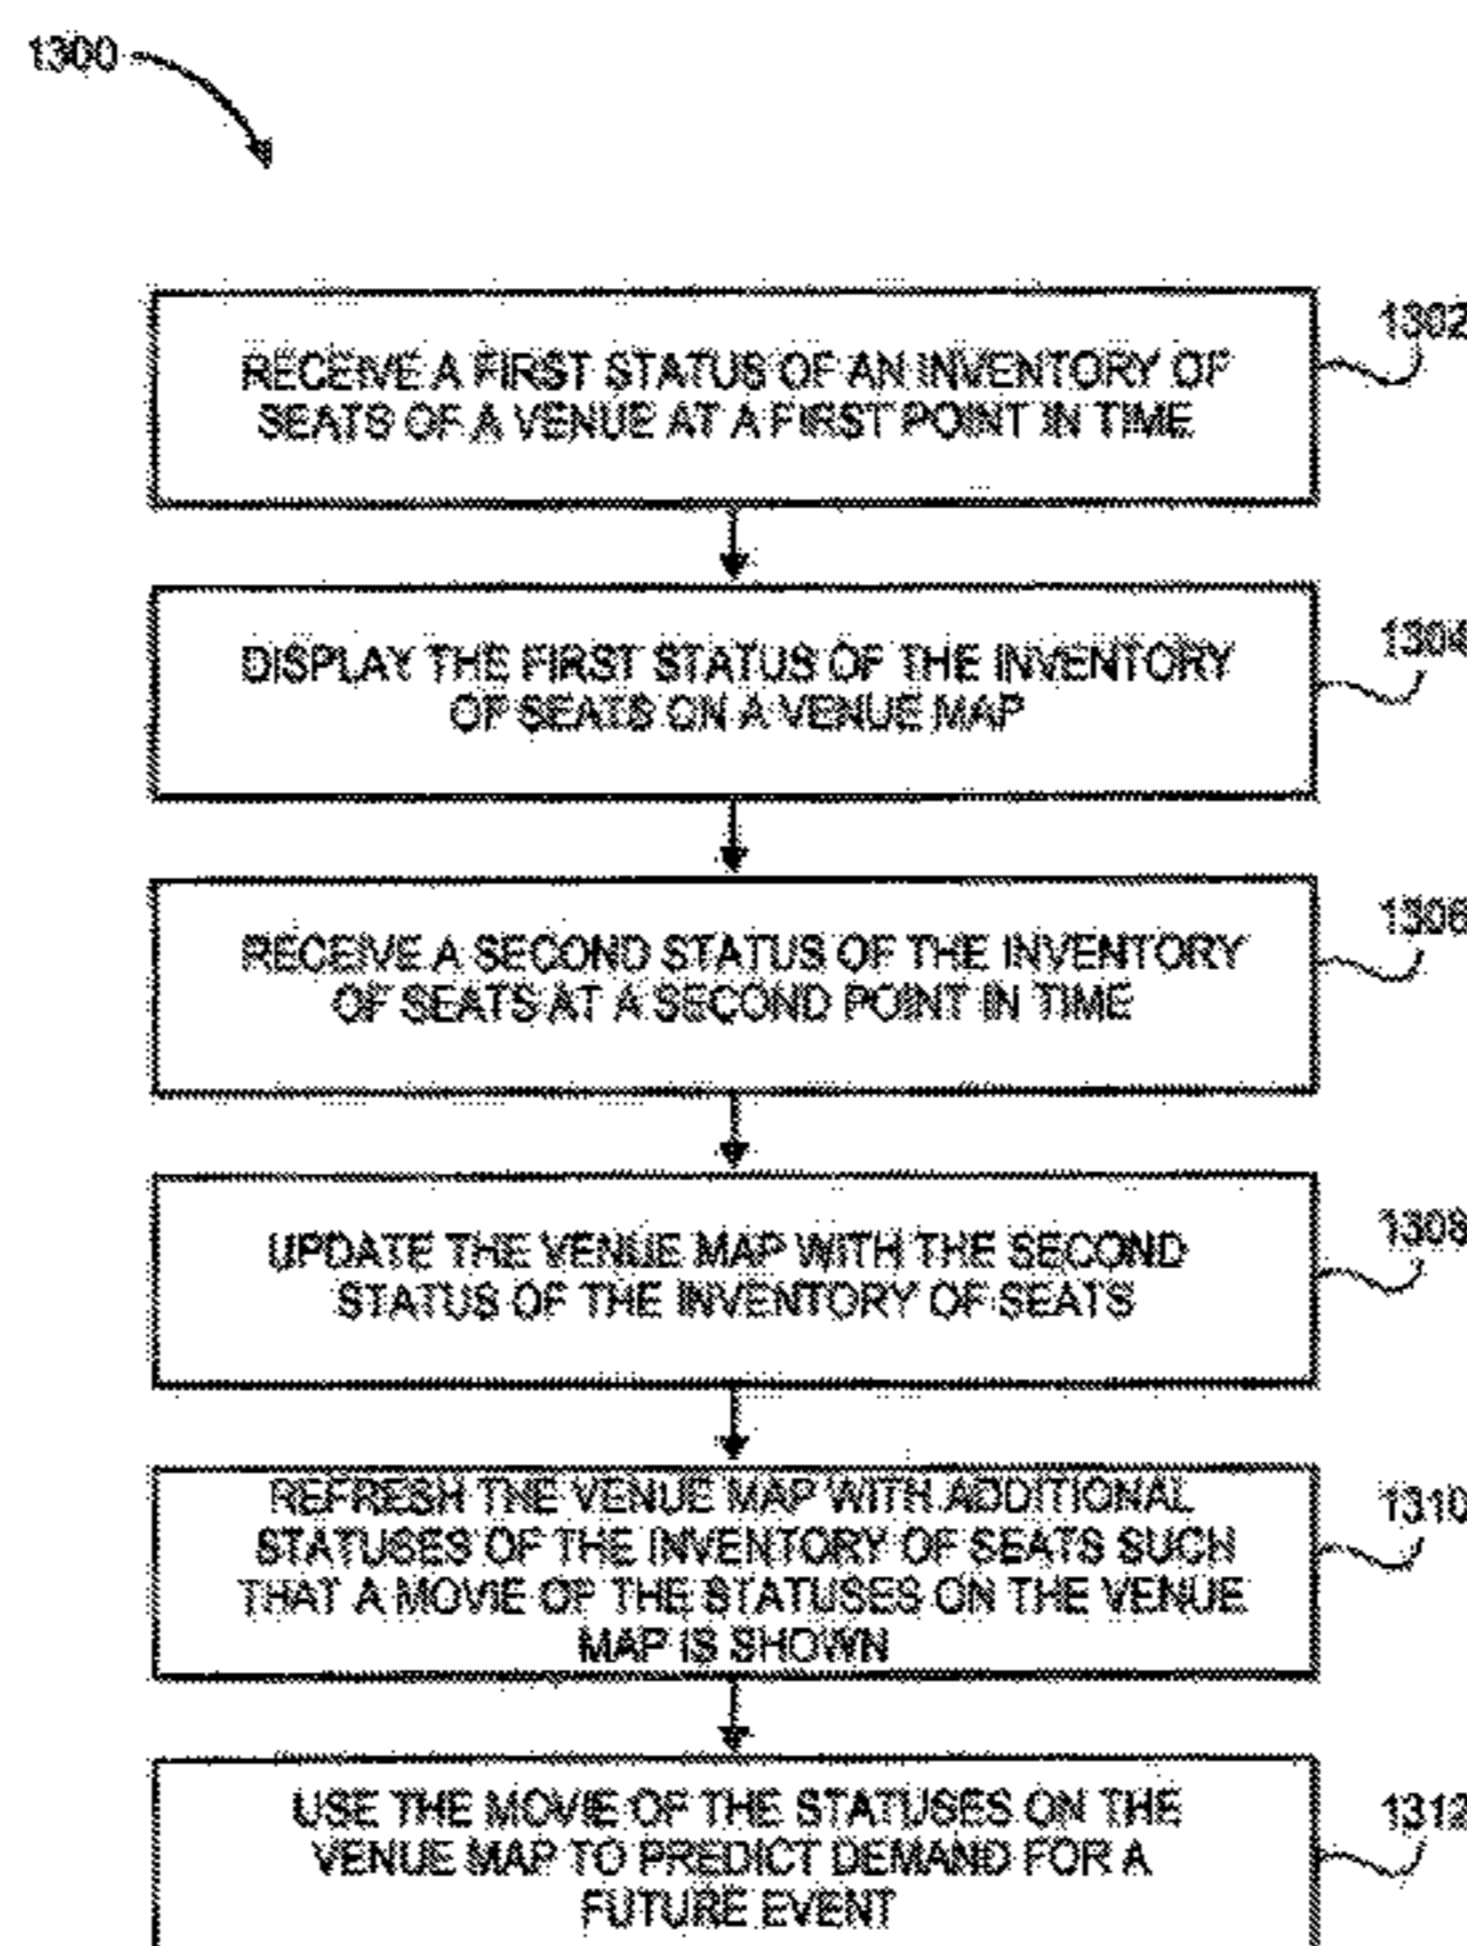 1300
RECEIVE A FIRST STATUS OF AN INVENTORY OF
SEATS OF A VENUE AT A FIRST POINT IN TIME
1302
DISPLAY THE FIRST STATUS OF THE INVENTORY
OF SEATS ON A VENUE MAP
1304
RECEIVE A SECOND STATUS OF THE INVENTORY
OF SEATS AT A SECOND POINT IN TIME
1306
UPDATE THE VENUE MAP WITH THE SECOND
STATUS OF THE INVENTORY OF SEATS
1308
REFRESH THE VENUE MAP WITH ADDITIONAL
STATUSES OF THE INVENTORY OF SEATS SUCH
THAT A MOVIE OF THE STATUSES ON THE VENUE
MAP IS SHOWN
1310
USE THE MOVIE OF THE STATUSES ON THE
VENUE MAP TO PREDICT DEMAND FOR A
FUTURE EVENT
1312